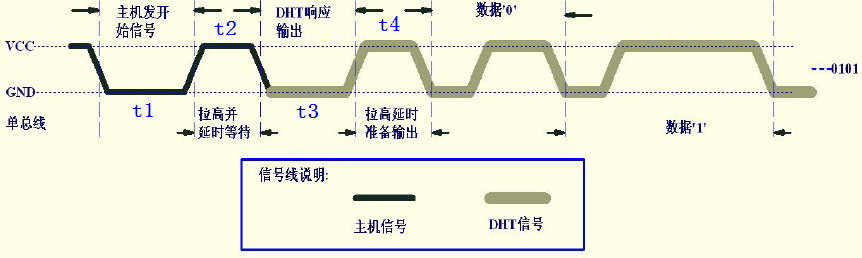 主机发开
始信号
t2
DHT响应
输出
t4
数据'0'
VCC
GND
单总线
t1
拉高并
延时等待
t3
拉高延时
准备输出
数据'1'
---0101
信号线说明:
主机信号
DHT信号